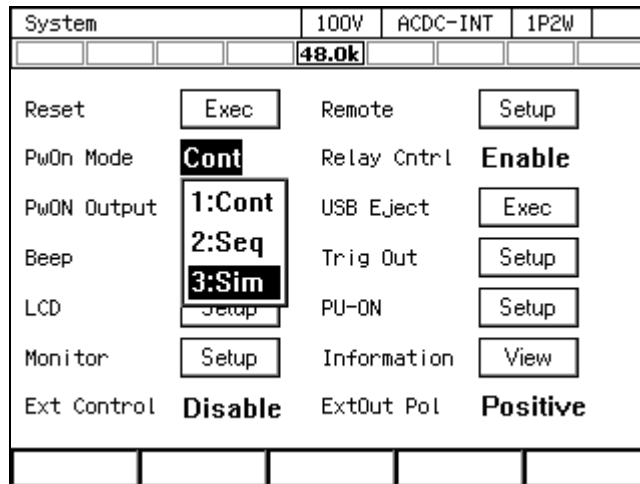 System 100V ACDC-INT 1P2W
48.0k
Reset Exec Remote Setup
PwOn Mode Cont Relay Cntrl Enable
PwON Output 1:Cont USB Eject Exec
2:Seq
Beep Trig Out Setup
3:Sim
LCD Setup PU-ON Setup
Monitor Setup Information View
Ext Control Disable ExtOut Pol Positive